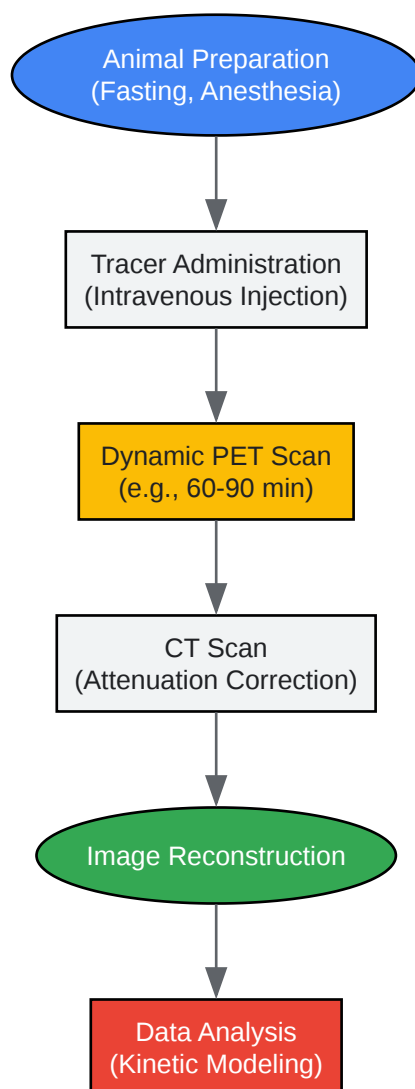 Animal Preparation
(Fasting, Anesthesia)
Tracer Administration
(Intravenous Injection)
Dynamic PET Scan
(e.g., 60-90 min)
CT Scan
(Attenuation Correction)
Image Reconstruction
Data Analysis
(Kinetic Modeling)